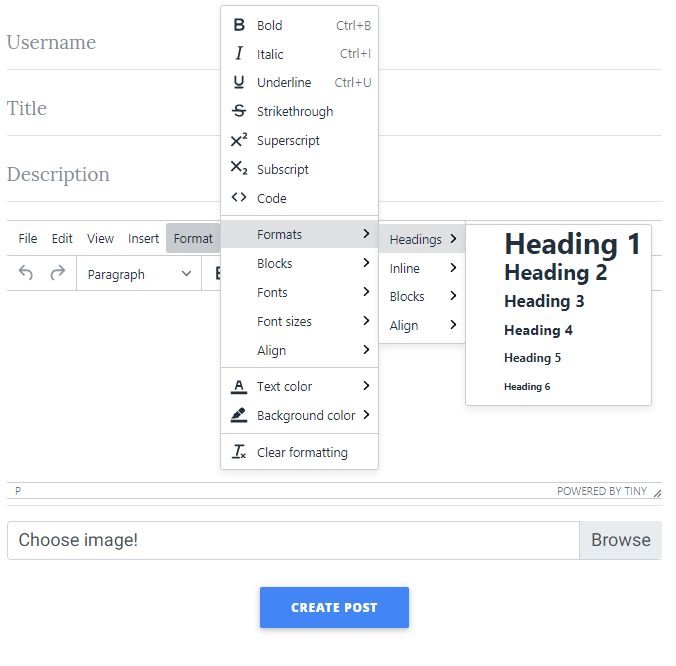 Username
Title
Description
File Edit View Insert Format
Paragraph
B Bold Ctrl+B
I Italic Ctrl+I
U Underline Ctrl+U
S Strikethrough
X² Superscript
X₂ Subscript
<> Code
Formats
Blocks
Fonts
Font sizes
Align
A Text color
Background color
Clear formatting
Headings
Inline
Blocks
Align
Heading 1
Heading 2
Heading 3
Heading 4
Heading 5
Heading 6
P POWERED BY TINY
Choose image! Browse
CREATE POST